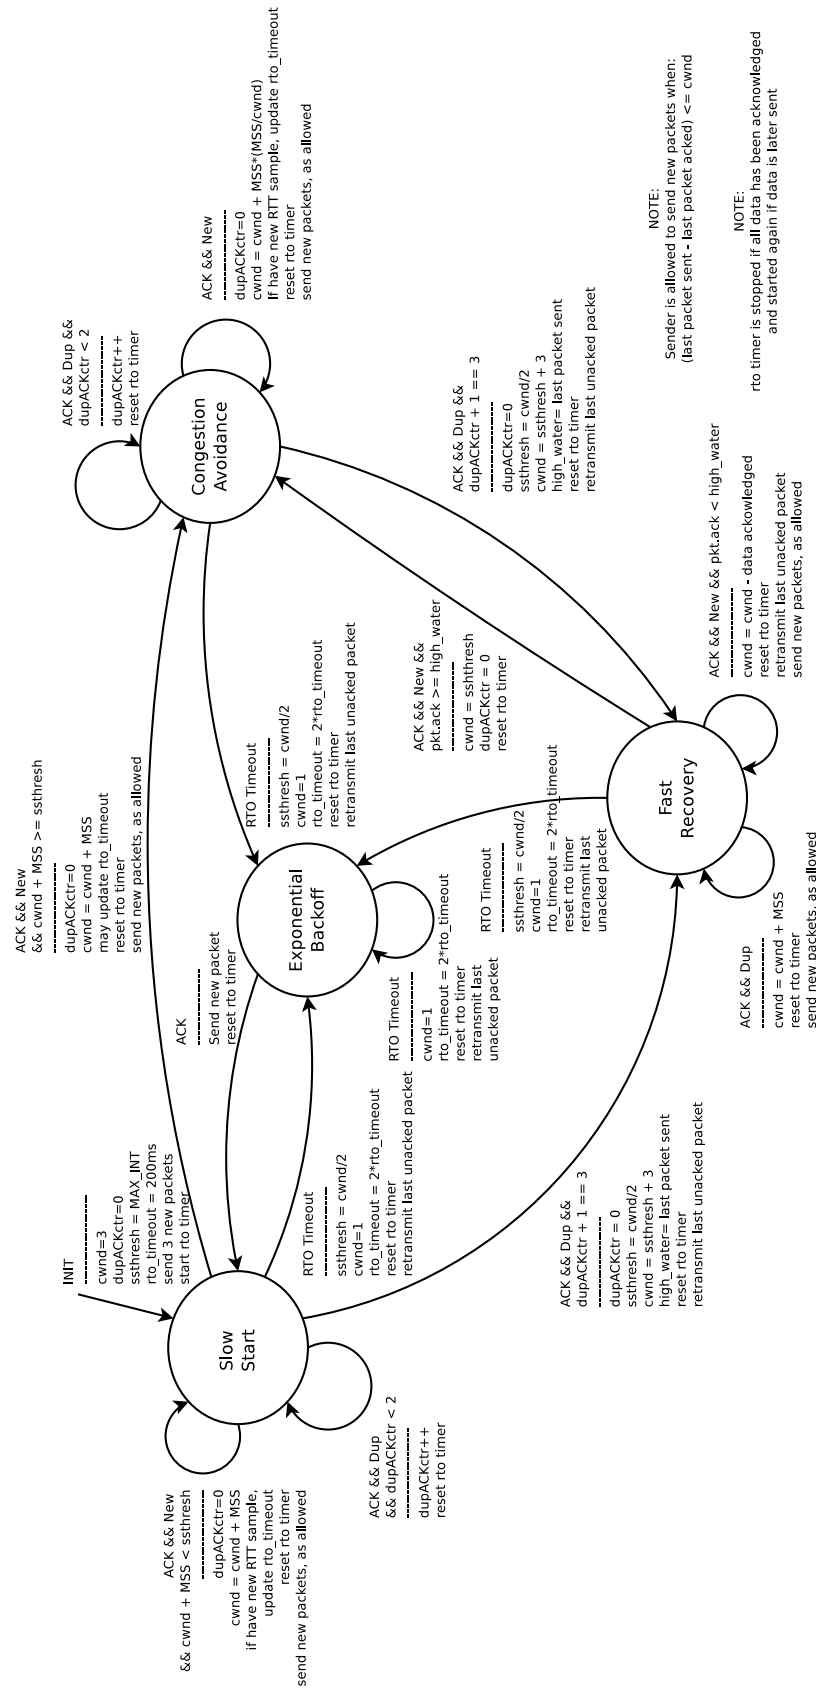 INIT
----------------
cwnd=3
dupACKctr=0
ssthresh = MAX_INT
rto_timeout = 200ms
send 3 new packets
start rto timer
ACK && New
&& cwnd + MSS >= ssthresh
----------------
dupACKctr=0
cwnd = cwnd + MSS
may update rto_timeout
reset rto timer
send new packets, as allowed
ACK && Dup &&
dupACKctr < 2
----------------
dupACKctr++
reset rto timer
ACK && New
----------------
dupACKctr=0
cwnd = cwnd + MSS*(MSS/cwnd)
If have new RTT sample, update rto_timeout
reset rto timer
send new packets, as allowed
ACK && New
&& cwnd + MSS < ssthresh
----------------
dupACKctr=0
cwnd = cwnd + MSS
if have new RTT sample,
update rto_timeout
reset rto timer
send new packets, as allowed
Slow
Start
ACK
----------------
Send new packet
reset rto timer
Congestion
Avoidance
RTO Timeout
----------------
ssthresh = cwnd/2
cwnd=1
rto_timeout = 2*rto_timeout
reset rto timer
retransmit last unacked packet
Exponential
Backoff
RTO Timeout
----------------
ssthresh = cwnd/2
cwnd=1
rto_timeout = 2*rto_timeout
reset rto timer
retransmit last unacked packet
ACK && Dup
&& dupACKctr < 2
----------------
dupACKctr++
reset rto timer
RTO Timeout
----------------
cwnd=1
rto_timeout = 2*rto_timeout
reset rto timer
retransmit last
unacked packet
ACK && New &&
pkt.ack >= high_water
----------------
cwnd = sshthresh
dupACKctr = 0
reset rto timer
ACK && Dup &&
dupACKctr + 1 == 3
----------------
dupACKctr=0
ssthresh = cwnd/2
cwnd = ssthresh + 3
high_water= last packet sent
reset rto timer
retransmit last unacked packet
RTO Timeout
----------------
ssthresh = cwnd/2
cwnd=1
rto_timeout = 2*rto_timeout
reset rto timer
retransmit last
unacked packet
ACK && Dup &&
dupACKctr + 1 == 3
----------------
dupACKctr = 0
ssthresh = cwnd/2
cwnd = ssthresh + 3
high_water= last packet sent
reset rto timer
retransmit last unacked packet
Fast
Recovery
ACK && Dup
----------------
cwnd = cwnd + MSS
reset rto timer
send new packets, as allowed
ACK && New && pkt.ack < high_water
----------------
cwnd = cwnd - data ackowledged
reset rto timer
retransmit last unacked packet
send new packets, as allowed
NOTE:
Sender is allowed to send new packets when:
(last packet sent - last packet acked) <= cwnd
NOTE:
rto timer is stopped if all data has been acknowledged
and started again if data is later sent